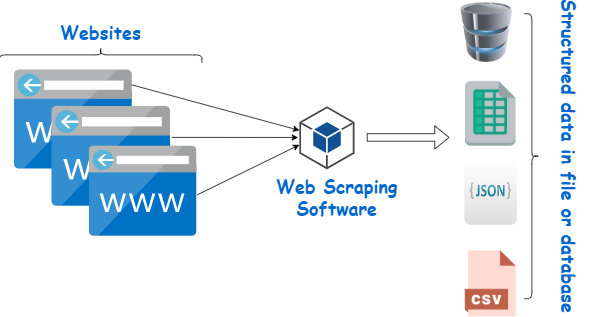 Websites
W
W
WWW
Web Scraping
Software
{JSON}
CSV
Structured data in file or database